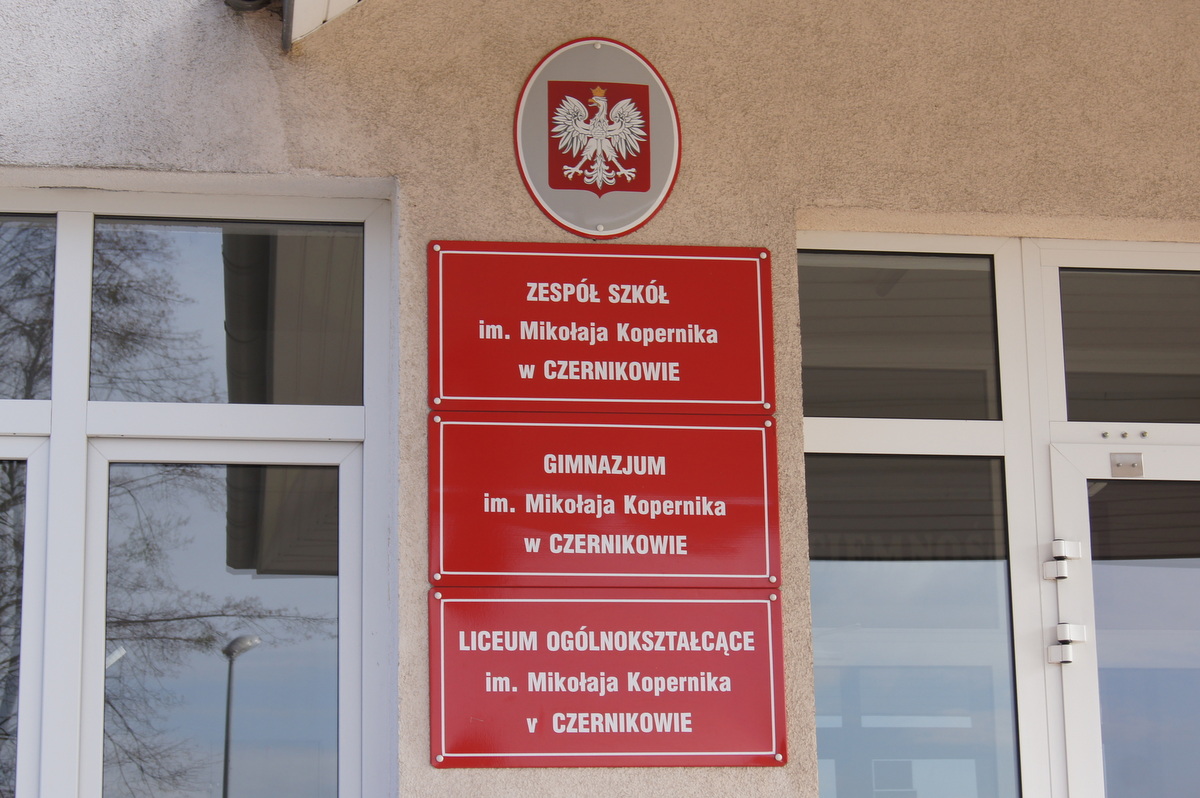 ZESPÓŁ SZKÓŁ
im. Mikołaja Kopernika
w CZERNIKOWIE
GIMNAZJUM
im. Mikołaja Kopernika
w CZERNIKOWIE
LICEUM OGÓLNOKSZTAŁCĄCE
im. Mikołaja Kopernika
v CZERNIKOWIE